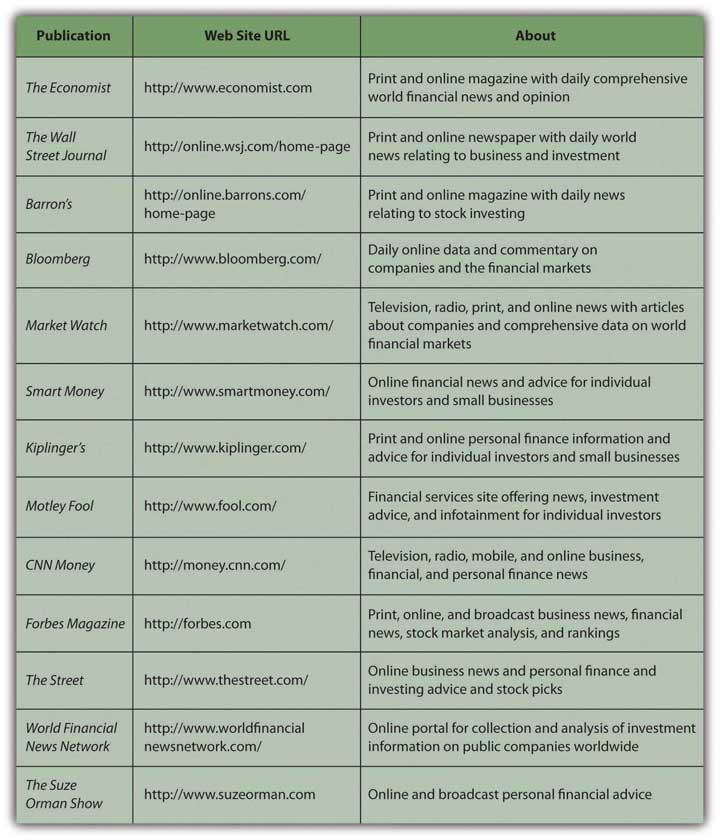 Publication Web Site URL About
The Economist http://www.economist.com Print and online magazine with daily comprehensive
world financial news and opinion
The Wall
Street Journal http://online.wsj.com/home-page Print and online newspaper with daily world
news relating to business and investment
Barron's http://online.barrons.com/
home-page Print and online magazine with daily news
relating to stock investing
Bloomberg http://www.bloomberg.com/ Daily online data and commentary on
companies and the financial markets
Market Watch http://www.marketwatch.com/ Television, radio, print, and online news with articles
about companies and comprehensive data on world
financial markets
Smart Money http://www.smartmoney.com/ Online financial news and advice for individual
investors and small businesses
Kiplinger's http://www.kiplinger.com/ Print and online personal finance information and
advice for individual investors and small businesses
Motley Fool http://www.fool.com/ Financial services site offering news, investment
advice, and infotainment for individual investors
CNN Money http://money.cnn.com/ Television, radio, mobile, and online business,
financial, and personal finance news
Forbes Magazine http://forbes.com Print, online, and broadcast business news, financial
news, stock market analysis, and rankings
The Street http://www.thestreet.com/ Online business news and personal finance and
investing advice and stock picks
World Financial
News Network http://www.worldfinancial
newsnetwork.com/ Online portal for collection and analysis of investment
information on public companies worldwide
The Suze
Orman Show http://www.suzeorman.com Online and broadcast personal financial advice